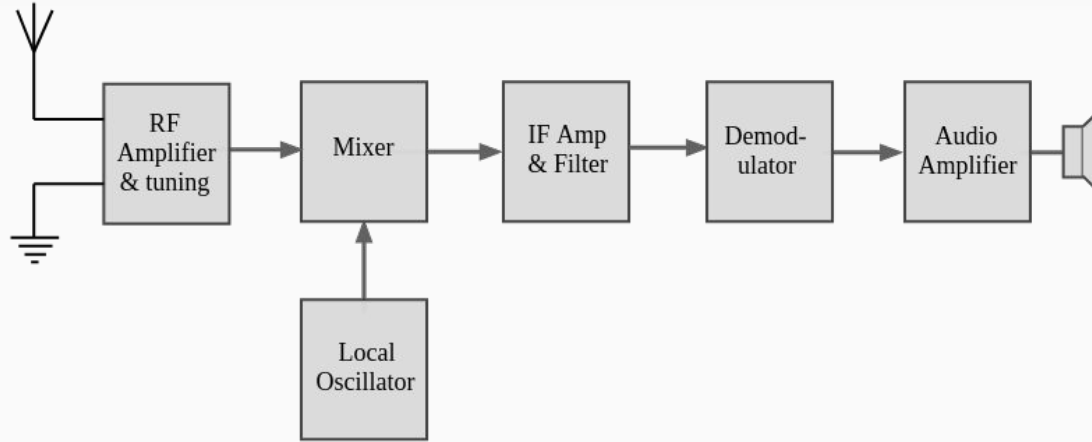 RF
Amplifier
& tuning
Mixer
IF Amp
& Filter
Demod-
ulator
Audio
Amplifier
Local
Oscillator